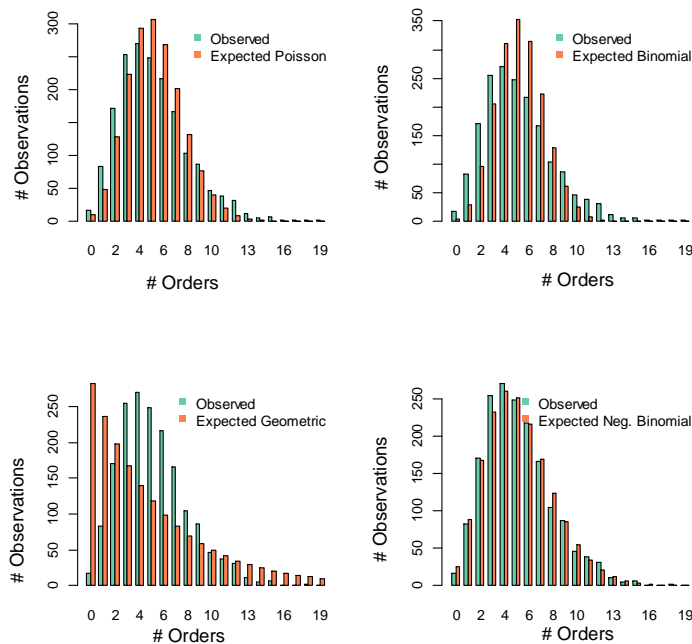 Observed
Expected Poisson
# Observations
300
200
100
50
0
0 2 4 6 8 10 13 16 19
# Orders
Observed
Expected Binomial
# Observations
350
250
150
50
0
0 2 4 6 8 10 13 16 19
# Orders
Observed
Expected Geometric
# Observations
250
200
150
100
50
0
0 2 4 6 8 10 13 16 19
# Orders
Observed
Expected Neg. Binomial
# Observations
250
200
150
100
50
0
0 2 4 6 8 10 13 16 19
# Orders